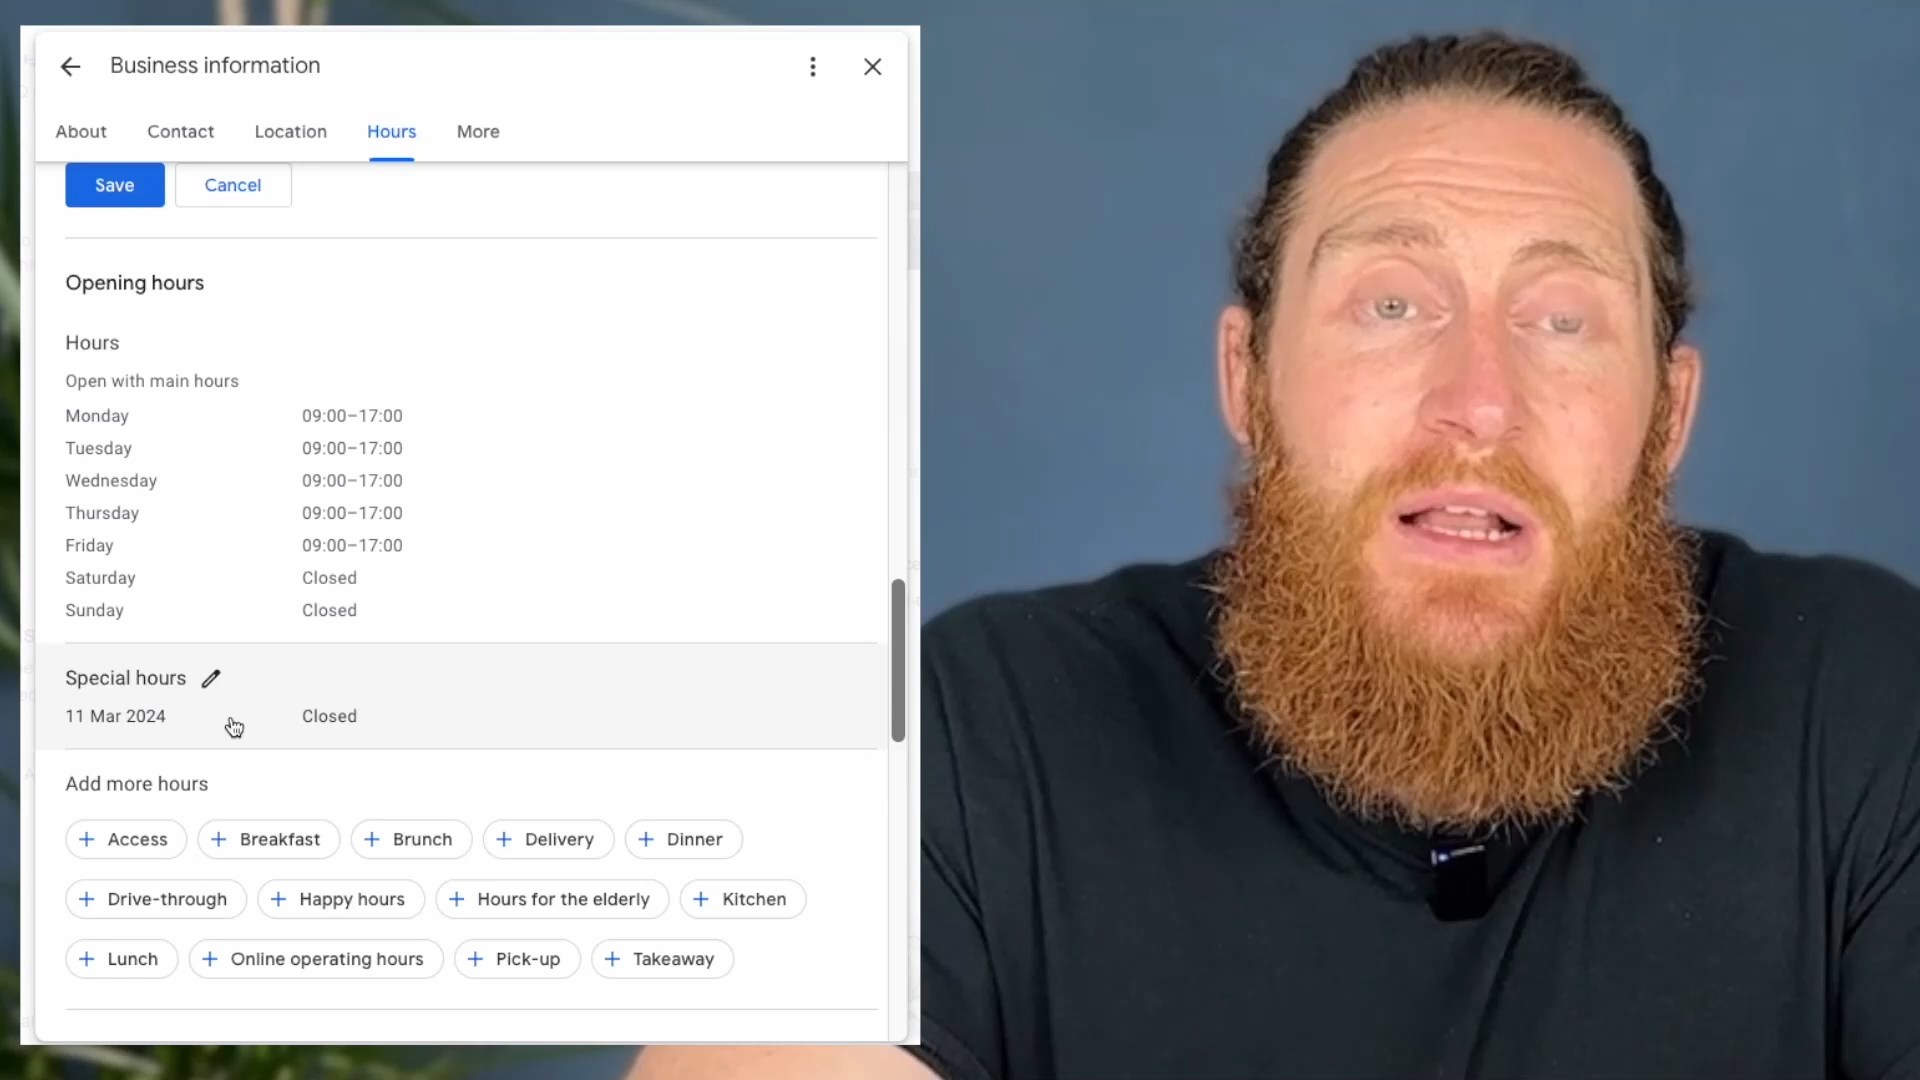 Business information
About Contact Location Hours More
Save Cancel
Opening hours
Hours
Open with main hours
Monday 09:00–17:00
Tuesday 09:00–17:00
Wednesday 09:00–17:00
Thursday 09:00–17:00
Friday 09:00–17:00
Saturday Closed
Sunday Closed
Special hours
11 Mar 2024 Closed
Add more hours
+ Access + Breakfast + Brunch + Delivery + Dinner
+ Drive-through + Happy hours + Hours for the elderly + Kitchen
+ Lunch + Online operating hours + Pick-up + Takeaway